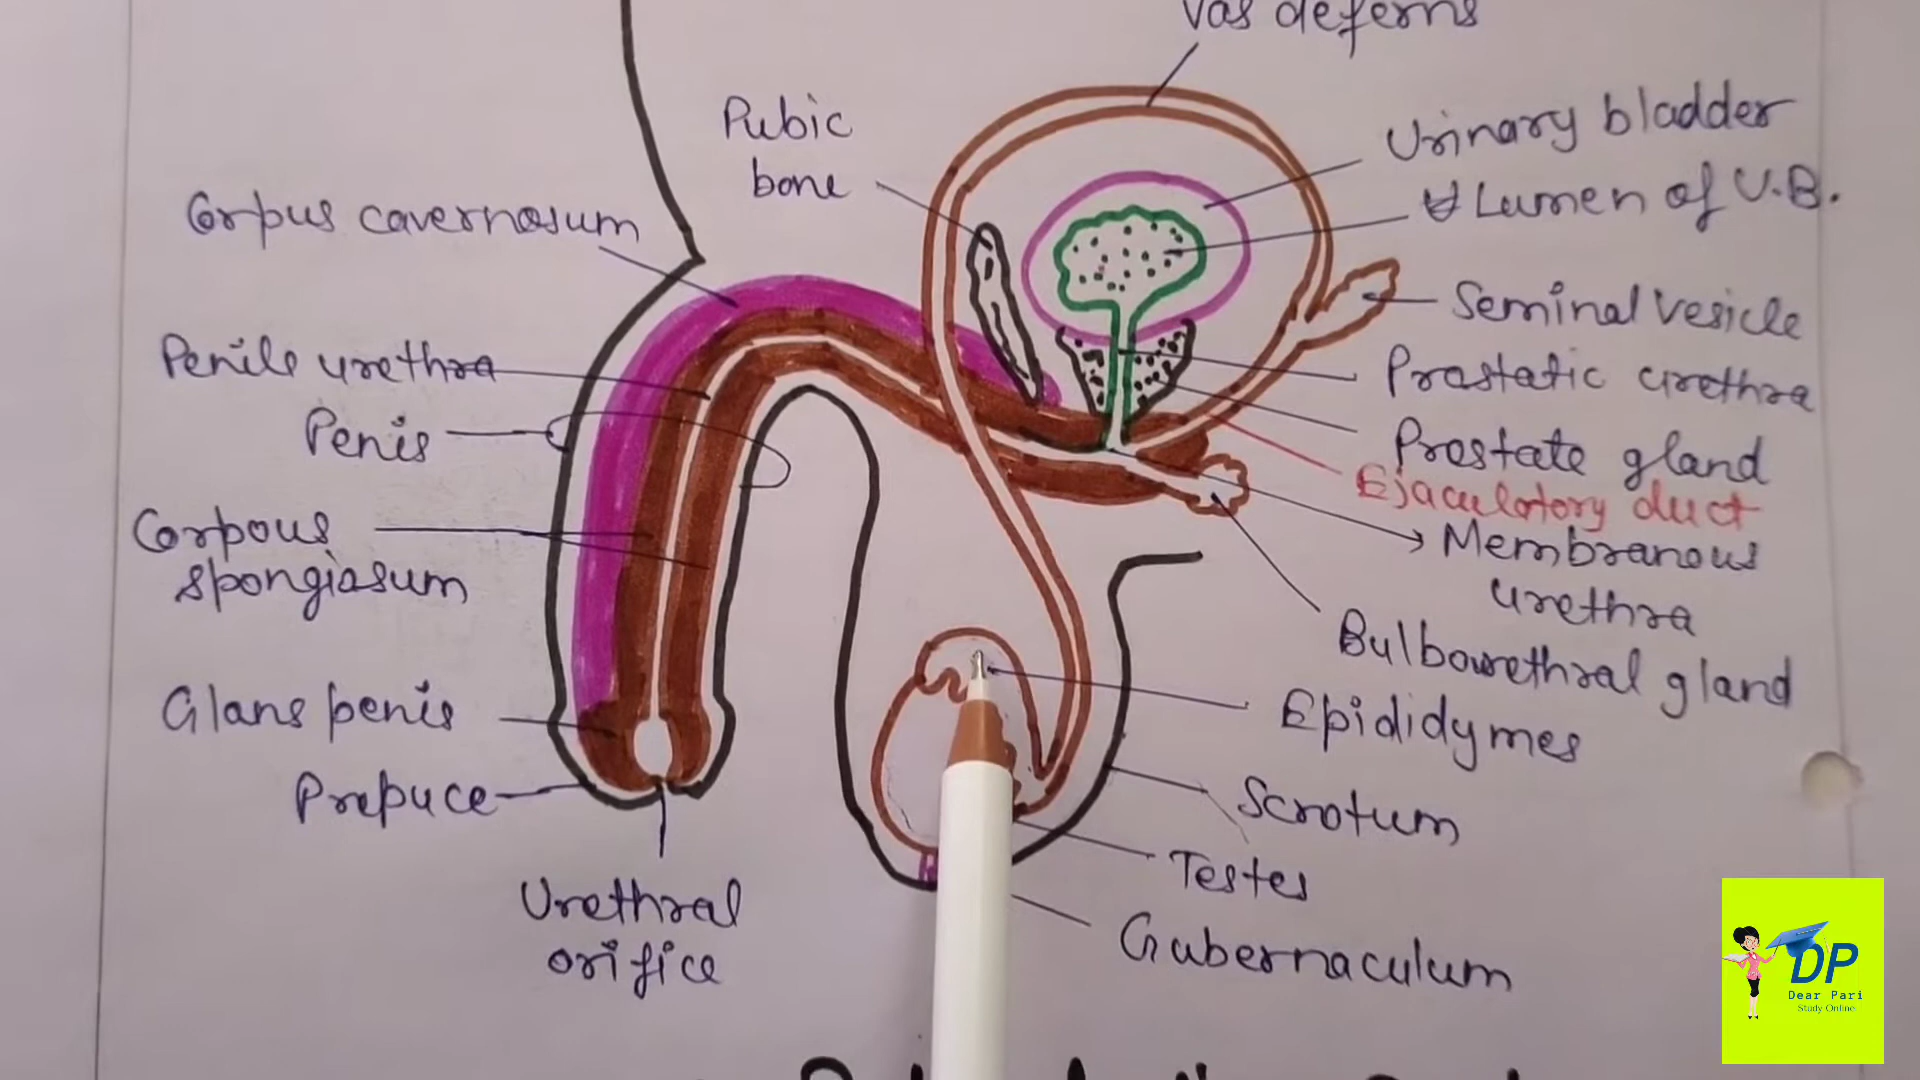 Vas deferns
Pubic
bone
Urinary bladder
Lumen of U.B.
Corpus cavernosum
Seminal vesicle
Penile urethra
Prostatic urethra
Penis
Prostate gland
Ejaculatory duct
Corpous
spongiosum
Membranous
urethra
Bulbourethral gland
Glans penis
Epididymes
Prepuce
Scrotum
Testes
Urethral
orifice
Gubernaculum
DP
Dear Pari
Study Online